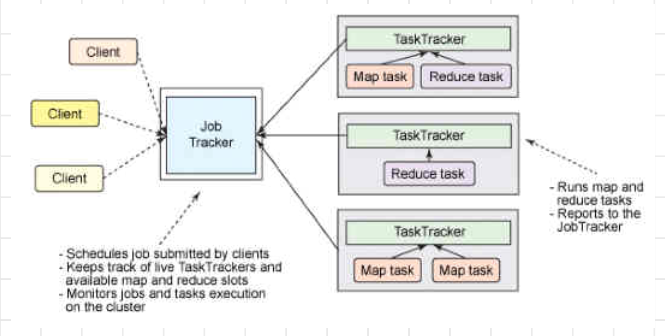 Client
Client
Client
Job
Tracker
TaskTracker
Map task
Reduce task
TaskTracker
Reduce task
TaskTracker
Map task
Map task
- Schedules job submitted by clients
- Keeps track of live TaskTrackers and
available map and reduce slots
- Monitors jobs and tasks execution
on the cluster
- Runs map and
reduce tasks
- Reports to the
JobTracker